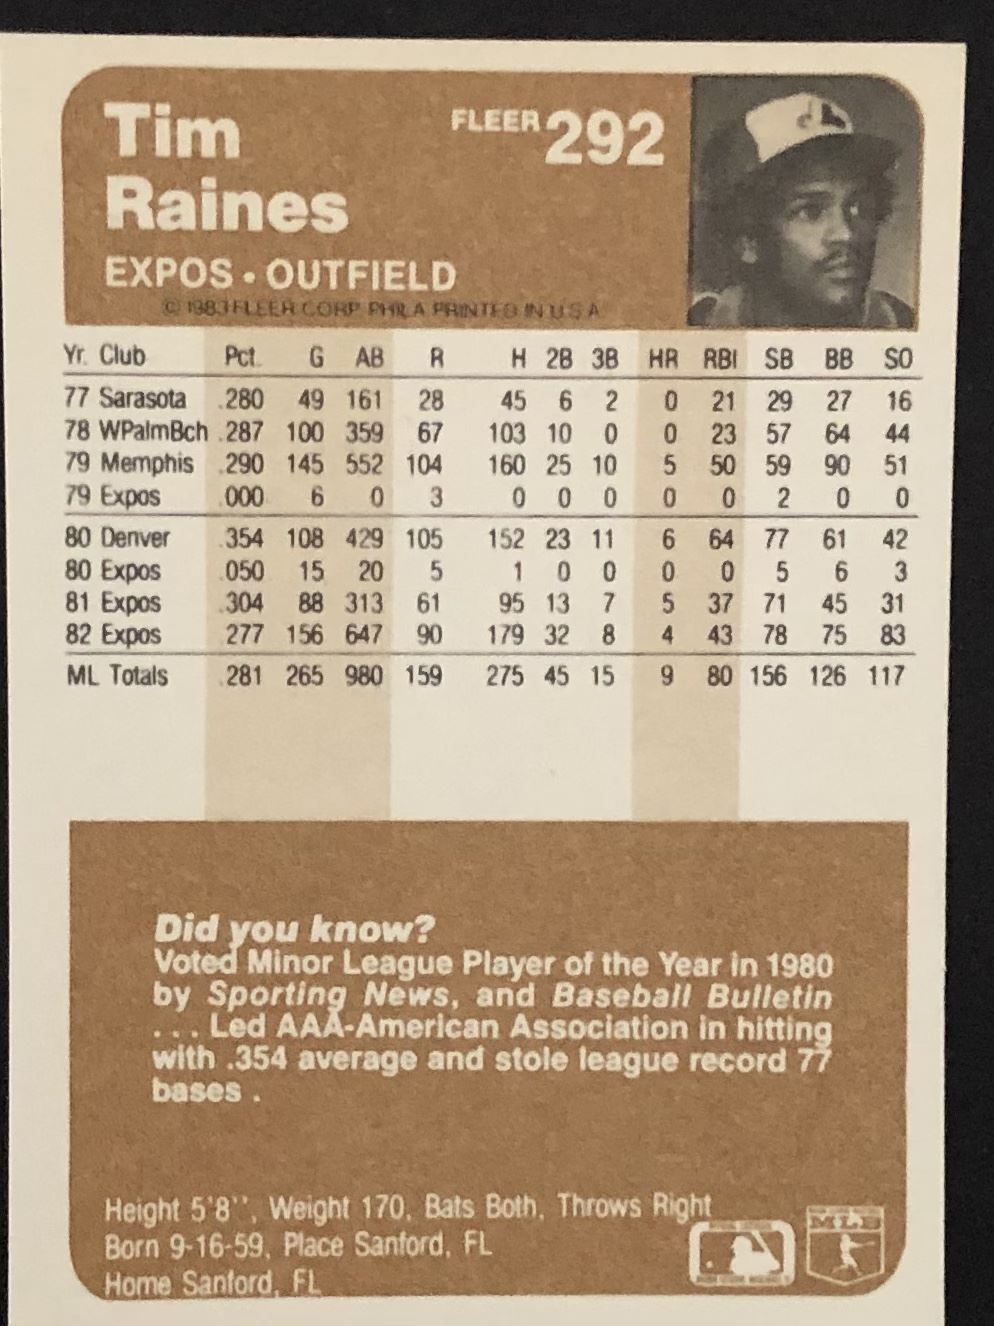 Tim
Raines
FLEER 292
EXPOS • OUTFIELD
© 1983 FLEER CORP. PHILA PRINTED IN U.S.A.
Yr. Club Pct. G AB R H 2B 3B HR RBI SB BB SO
77 Sarasota .280 49 161 28 45 6 2 0 21 29 27 16
78 WPalmBch .287 100 359 67 103 10 0 0 23 57 64 44
79 Memphis .290 145 552 104 160 25 10 5 50 59 90 51
79 Expos .000 6 0 3 0 0 0 0 0 2 0 0
80 Denver .354 108 429 105 152 23 11 6 64 77 61 42
80 Expos .050 15 20 5 1 0 0 0 0 5 6 3
81 Expos .304 88 313 61 95 13 7 5 37 71 45 31
82 Expos .277 156 647 90 179 32 8 4 43 78 75 83
ML Totals .281 265 980 159 275 45 15 9 80 156 126 117
Did you know?
Voted Minor League Player of the Year in 1980
by Sporting News, and Baseball Bulletin
. . . Led AAA-American Association in hitting
with .354 average and stole league record 77
bases .
Height 5'8'', Weight 170, Bats Both, Throws Right
Born 9-16-59, Place Sanford, FL
Home Sanford, FL